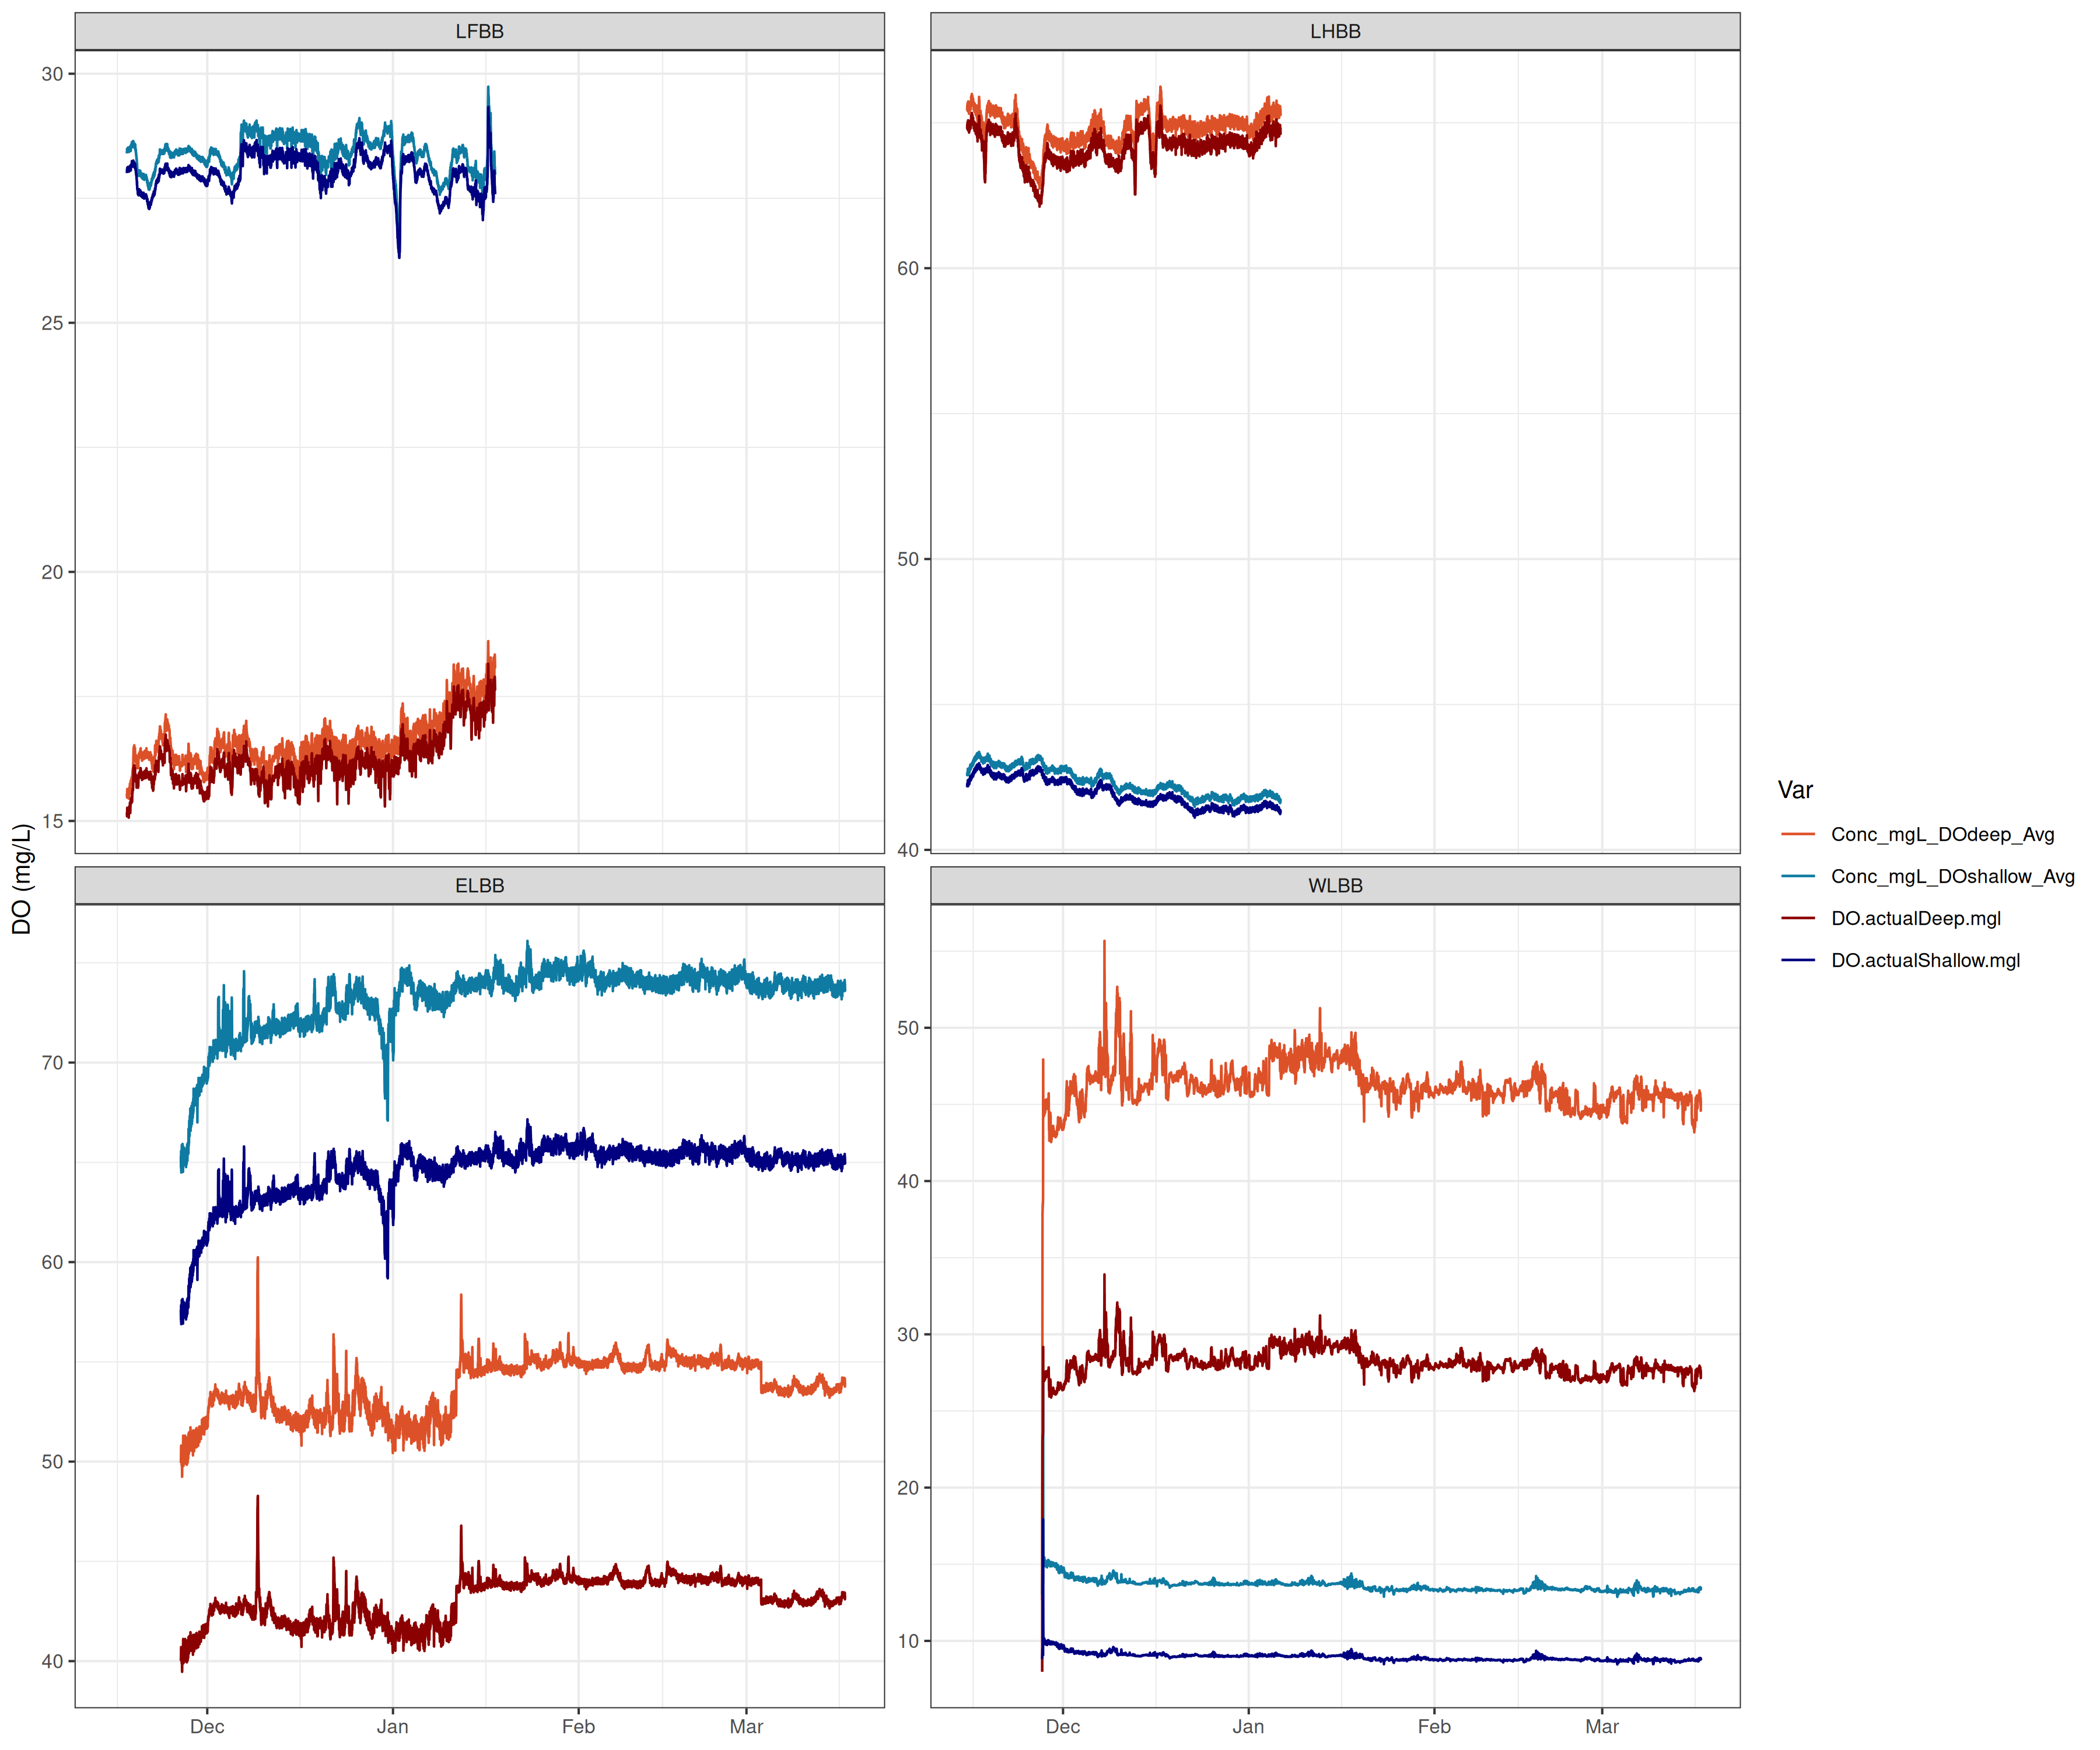 LFBB
LHBB
30
25
20
15
60
50
40
DO (mg/L)
ELBB
WLBB
70
60
50
40
50
40
30
20
10
Dec
Jan
Feb
Mar
Dec
Jan
Feb
Mar
Var
Conc_mgL_DOdeep_Avg
Conc_mgL_DOshallow_Avg
DO.actualDeep.mgl
DO.actualShallow.mgl